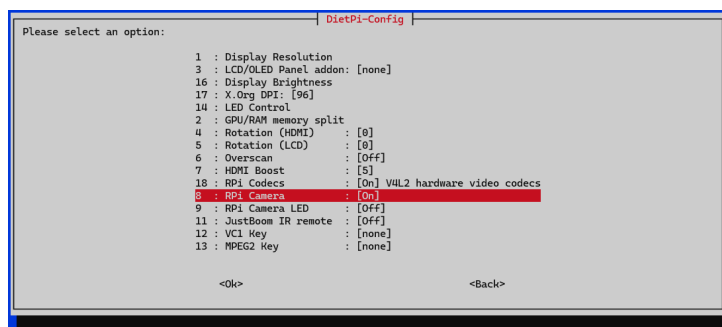 DietPi-Config
Please select an option:
1 : Display Resolution
3 : LCD/OLED Panel addon: [none]
16 : Display Brightness
17 : X.Org DPI: [96]
14 : LED Control
2 : GPU/RAM memory split
4 : Rotation (HMDI) : [0]
5 : Rotation (LCD) : [0]
6 : Overscan : [Off]
7 : HDMI Boost : [5]
18 : RPi Codecs : [On] V4L2 hardware video codecs
8 : RPi Camera : [On]
9 : RPi Camera LED : [Off]
11 : JustBoom IR remote : [Off]
12 : VC1 Key : [none]
13 : MPEG2 Key : [none]
<Ok> <Back>